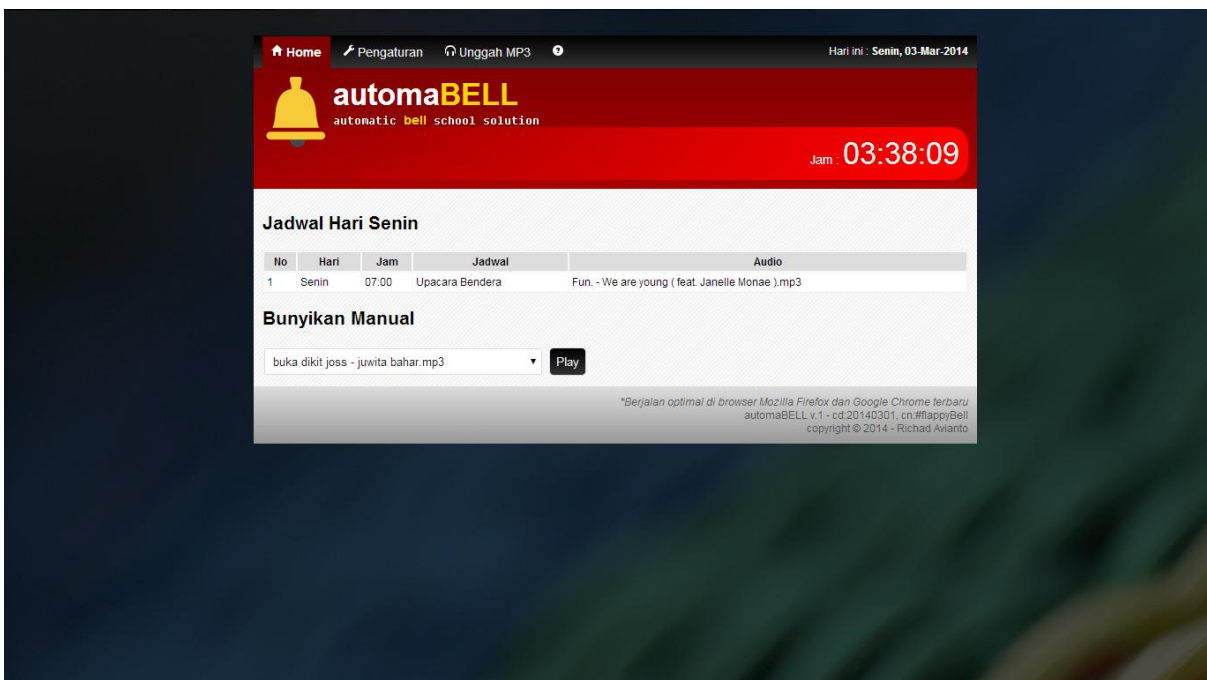 Home Pengaturan Unggah MP3 Hari ini : Senin, 03-Mar-2014
automaBELL
automatic bell school solution
Jam : 03:38:09
Jadwal Hari Senin
No Hari Jam Jadwal Audio
1 Senin 07:00 Upacara Bendera Fun. - We are young ( feat. Janelle Monae ).mp3
Bunyikan Manual
buka dikit joss - juwita bahar.mp3 Play
*Berjalan optimal di browser Mozilla Firefox dan Google Chrome terbaru
automaBELL v.1 - cd:20140301, cn:#flappyBell
copyright © 2014 - Richad Avianto